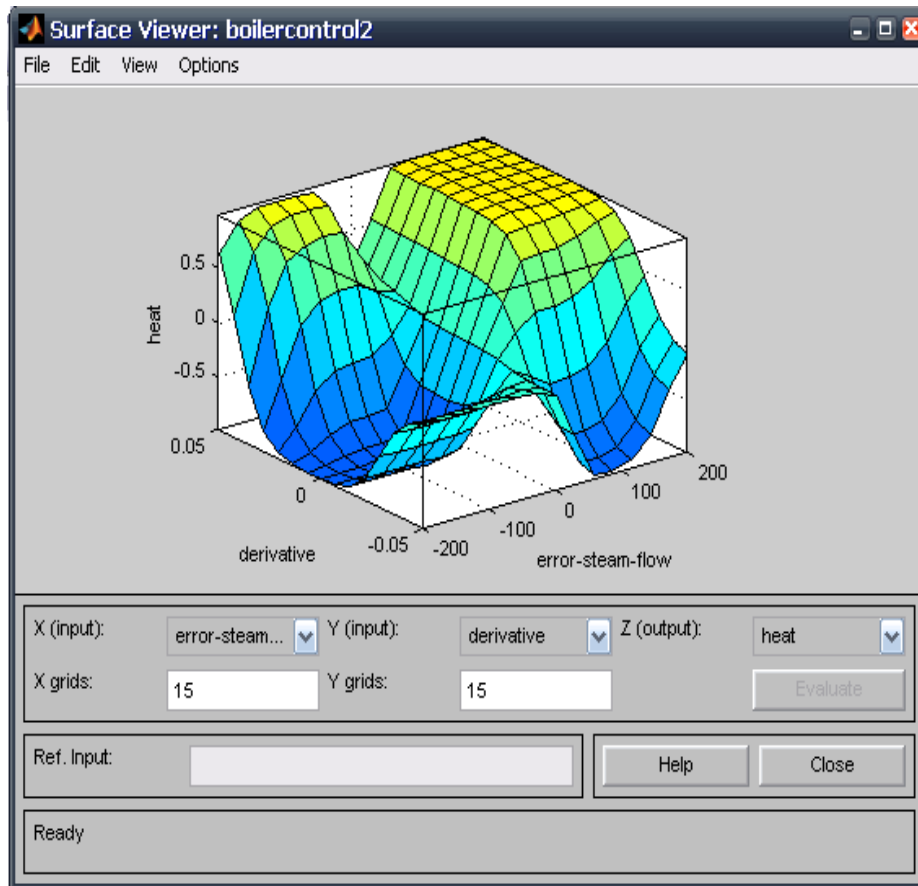 Surface Viewer: boilercontrol2
File Edit View Options
heat
0.5
0
-0.5
0.05
0
-0.05
derivative
-200
-100
0
100
200
error-steam-flow
X (input): error-steam... Y (input): derivative Z (output): heat
X grids: 15 Y grids: 15 Evaluate
Ref. Input: Help Close
Ready